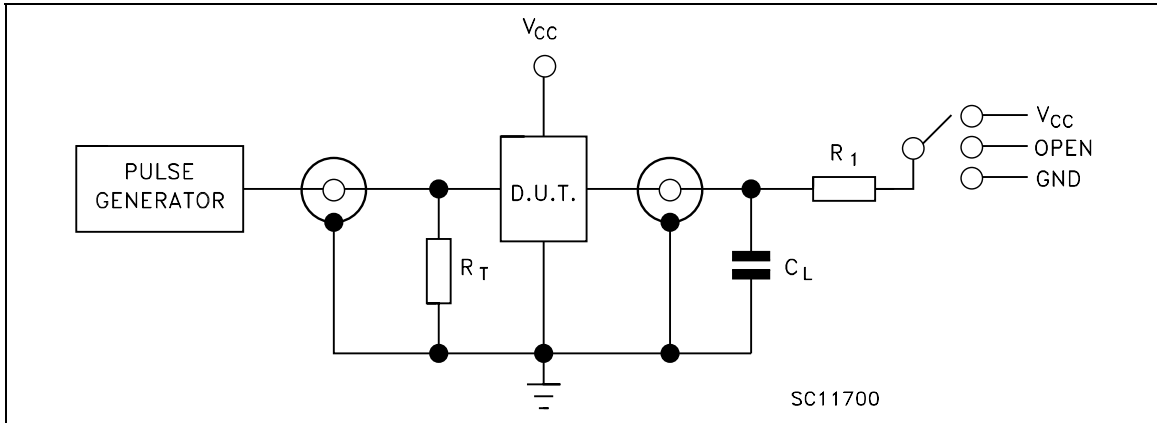 VCC
PULSE
GENERATOR
D.U.T.
RT
CL
R1
VCC
OPEN
GND
SC11700